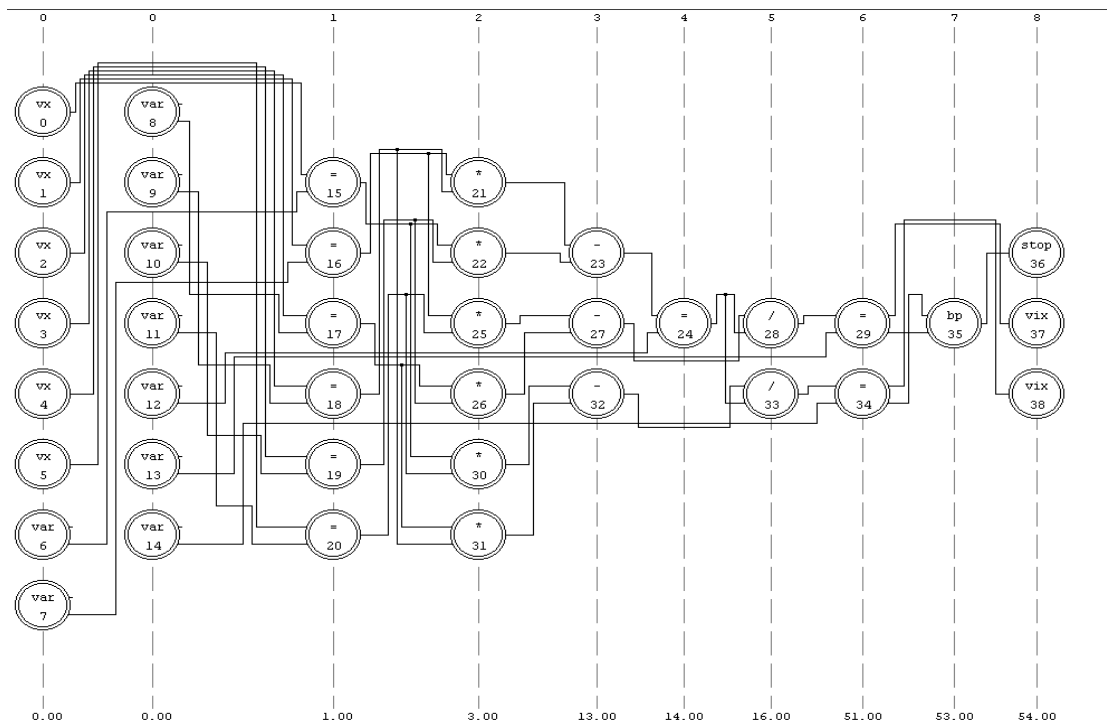 0 0 1 2 3 4 5 6 7 8
vx
0
var
8
vx
1
var
9
=
15
*
21
vx
2
var
10
=
16
*
22
-
23
stop
36
vx
3
var
11
=
17
*
25
-
27
=
24
/
28
=
29
bp
35
vix
37
vx
4
var
12
=
18
*
26
-
32
/
33
=
34
vix
38
vx
5
var
13
=
19
*
30
var
6
var
14
=
20
*
31
var
7
0.00 0.00 1.00 3.00 13.00 14.00 16.00 51.00 53.00 54.00